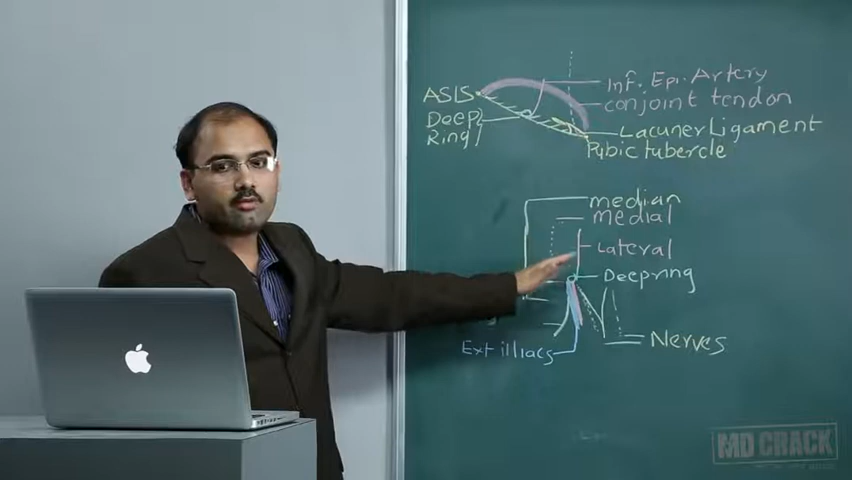 Inf. Epi. Artery
ASIS
conjoint tendon
Deep
Ring
Lacuner Ligament
Pubic tubercle
median
medial
Lateral
Deepring
Nerves
Ext illiacs
MD CRACK